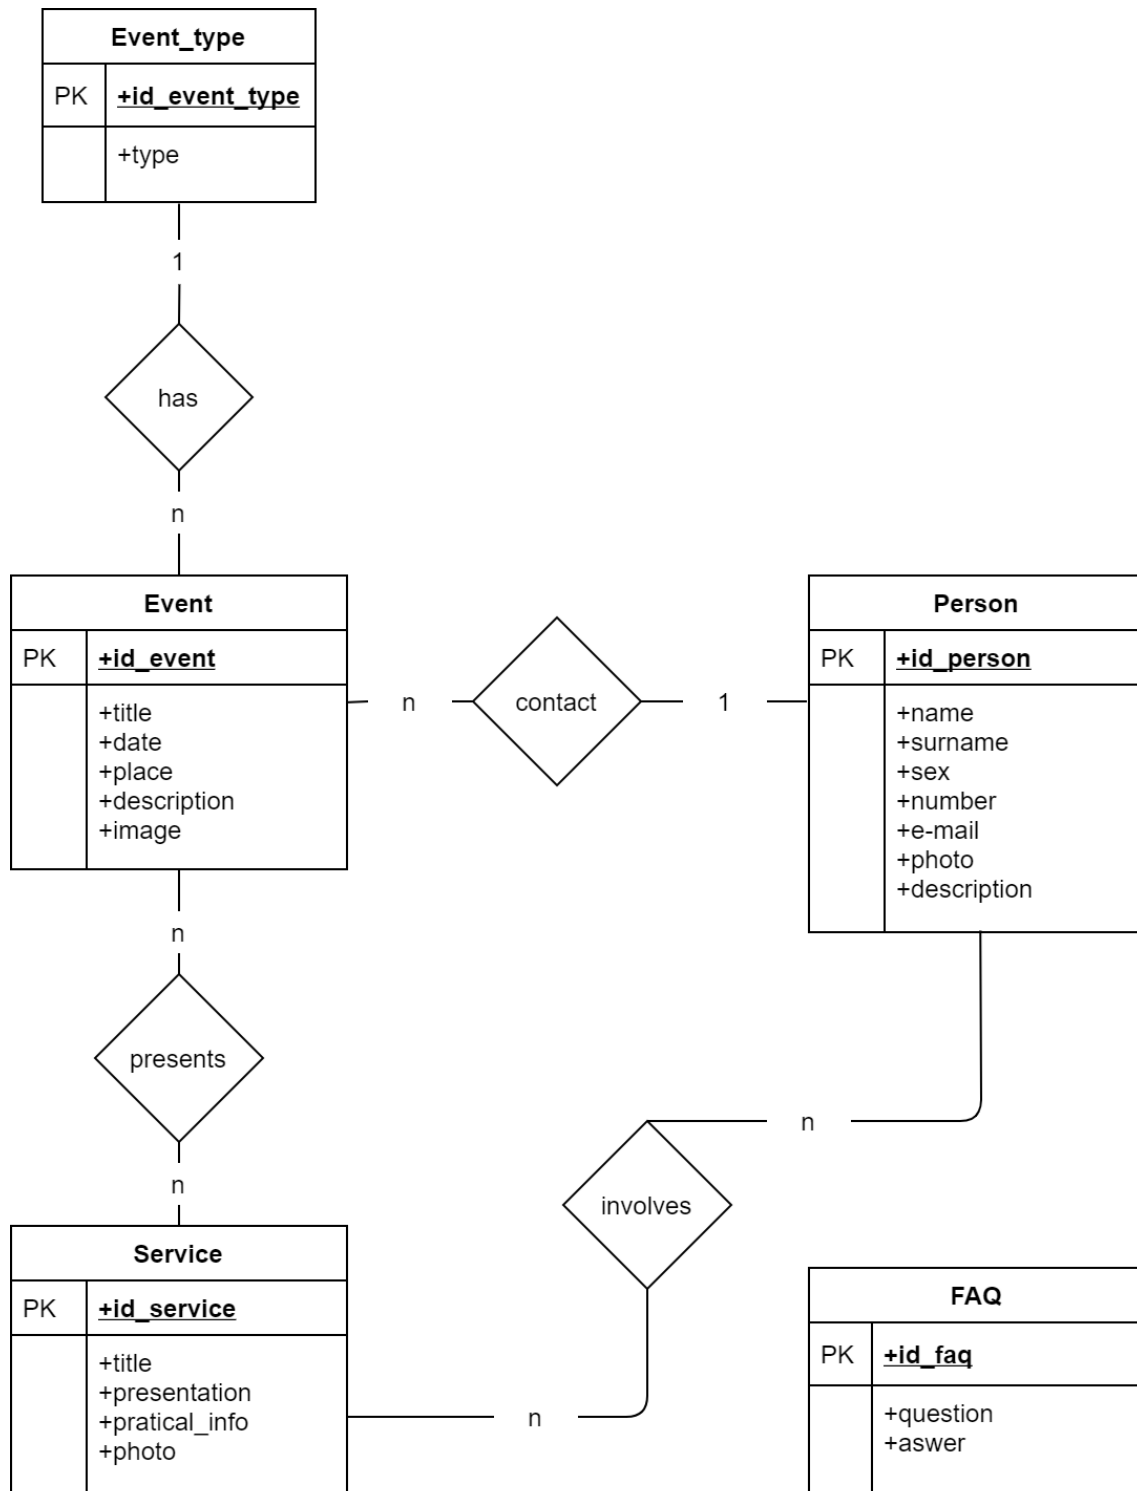 Event_type
PK +id_event_type
+type
1
has
n
Event
PK +id_event
+title
+date
+place
+description
+image
n
contact
1
Person
PK +id_person
+name
+surname
+sex
+number
+e-mail
+photo
+description
n
presents
n
n
involves
Service
PK +id_service
+title
+presentation
+pratical_info
+photo
n
FAQ
PK +id_faq
+question
+aswer